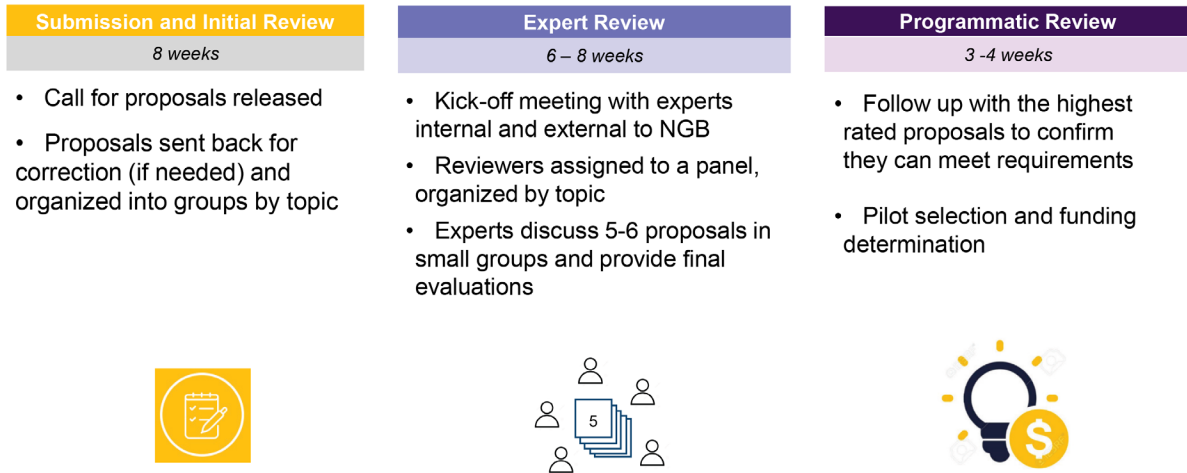 Submission and Initial Review
8 weeks
• Call for proposals released
• Proposals sent back for
correction (if needed) and
organized into groups by topic
Expert Review
6 – 8 weeks
• Kick-off meeting with experts
internal and external to NGB
• Reviewers assigned to a panel,
organized by topic
• Experts discuss 5-6 proposals in
small groups and provide final
evaluations
5
Programmatic Review
3 -4 weeks
• Follow up with the highest
rated proposals to confirm
they can meet requirements
• Pilot selection and funding
determination
$